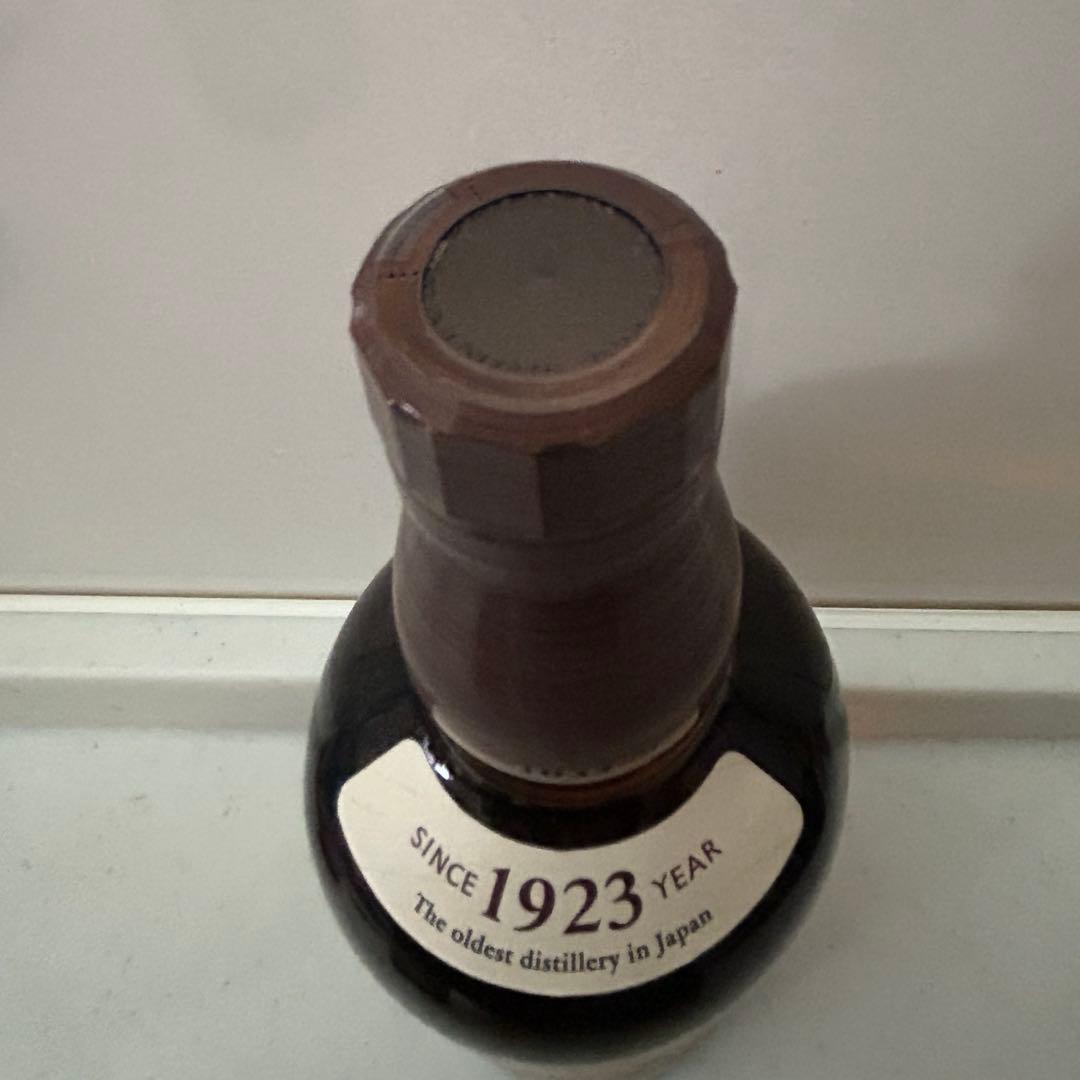 SINCE 1923 YEAR
The oldest distillery in Japan